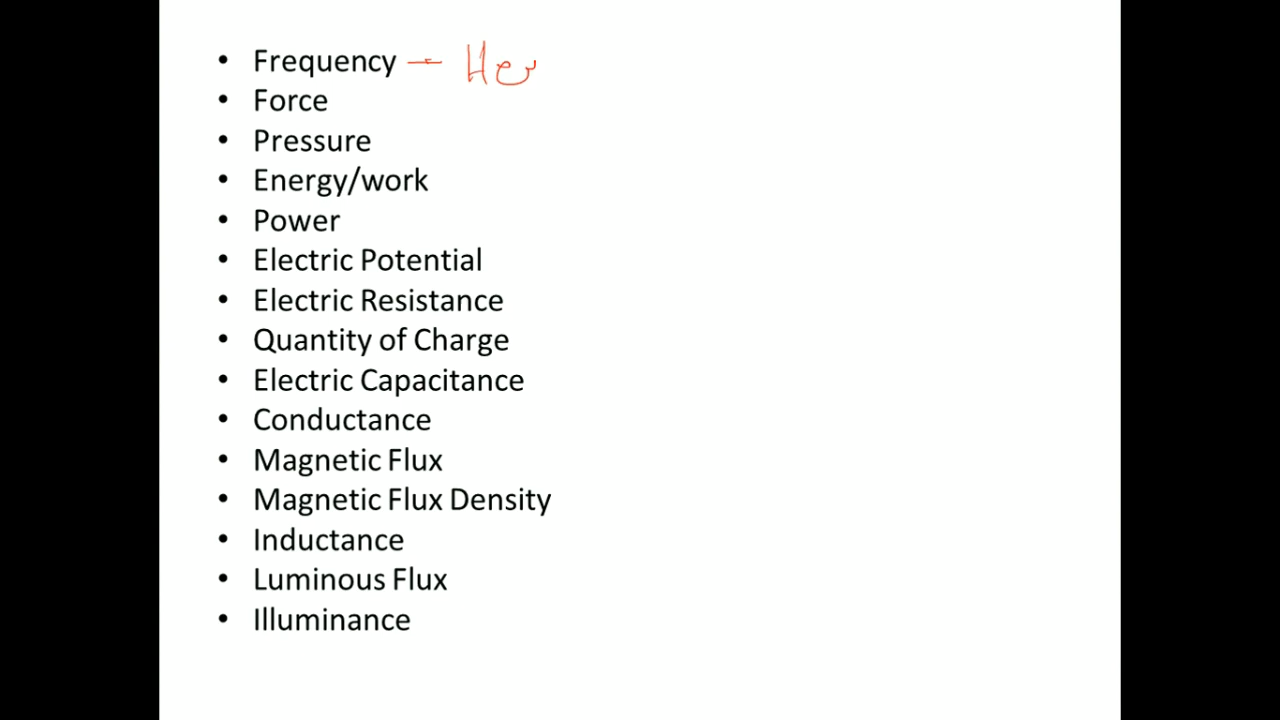 • Frequency — Her
• Force
• Pressure
• Energy/work
• Power
• Electric Potential
• Electric Resistance
• Quantity of Charge
• Electric Capacitance
• Conductance
• Magnetic Flux
• Magnetic Flux Density
• Inductance
• Luminous Flux
• Illuminance